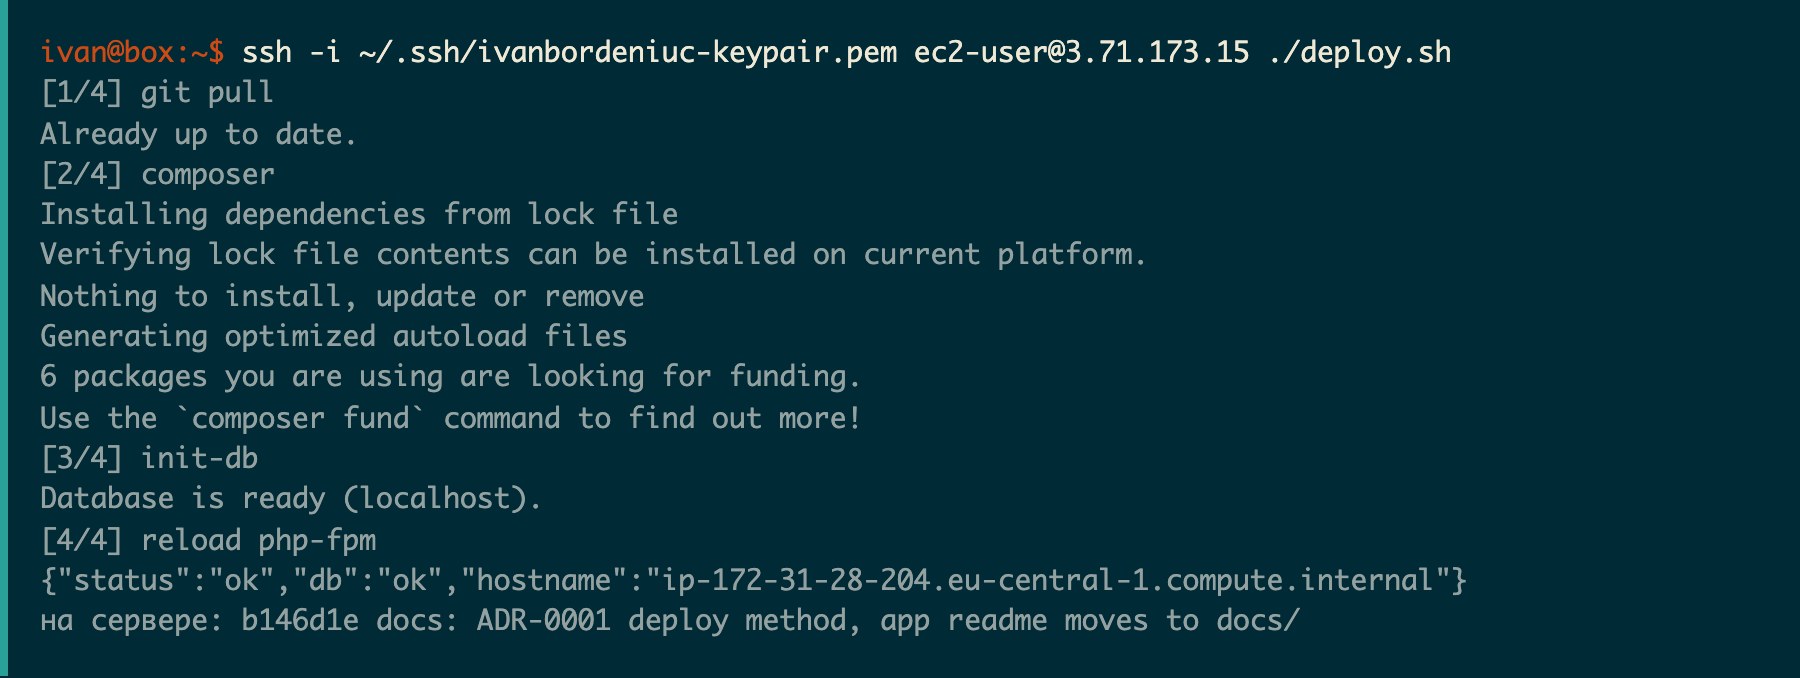 ivan@box:~$ ssh -i ~/.ssh/ivanbordeniuc-keypair.pem ec2-user@3.71.173.15 ./deploy.sh
[1/4] git pull
Already up to date.
[2/4] composer
Installing dependencies from lock file
Verifying lock file contents can be installed on current platform.
Nothing to install, update or remove
Generating optimized autoload files
6 packages you are using are looking for funding.
Use the `composer fund` command to find out more!
[3/4] init-db
Database is ready (localhost).
[4/4] reload php-fpm
{"status":"ok","db":"ok","hostname":"ip-172-31-28-204.eu-central-1.compute.internal"}
на сервере: b146d1e docs: ADR-0001 deploy method, app readme moves to docs/